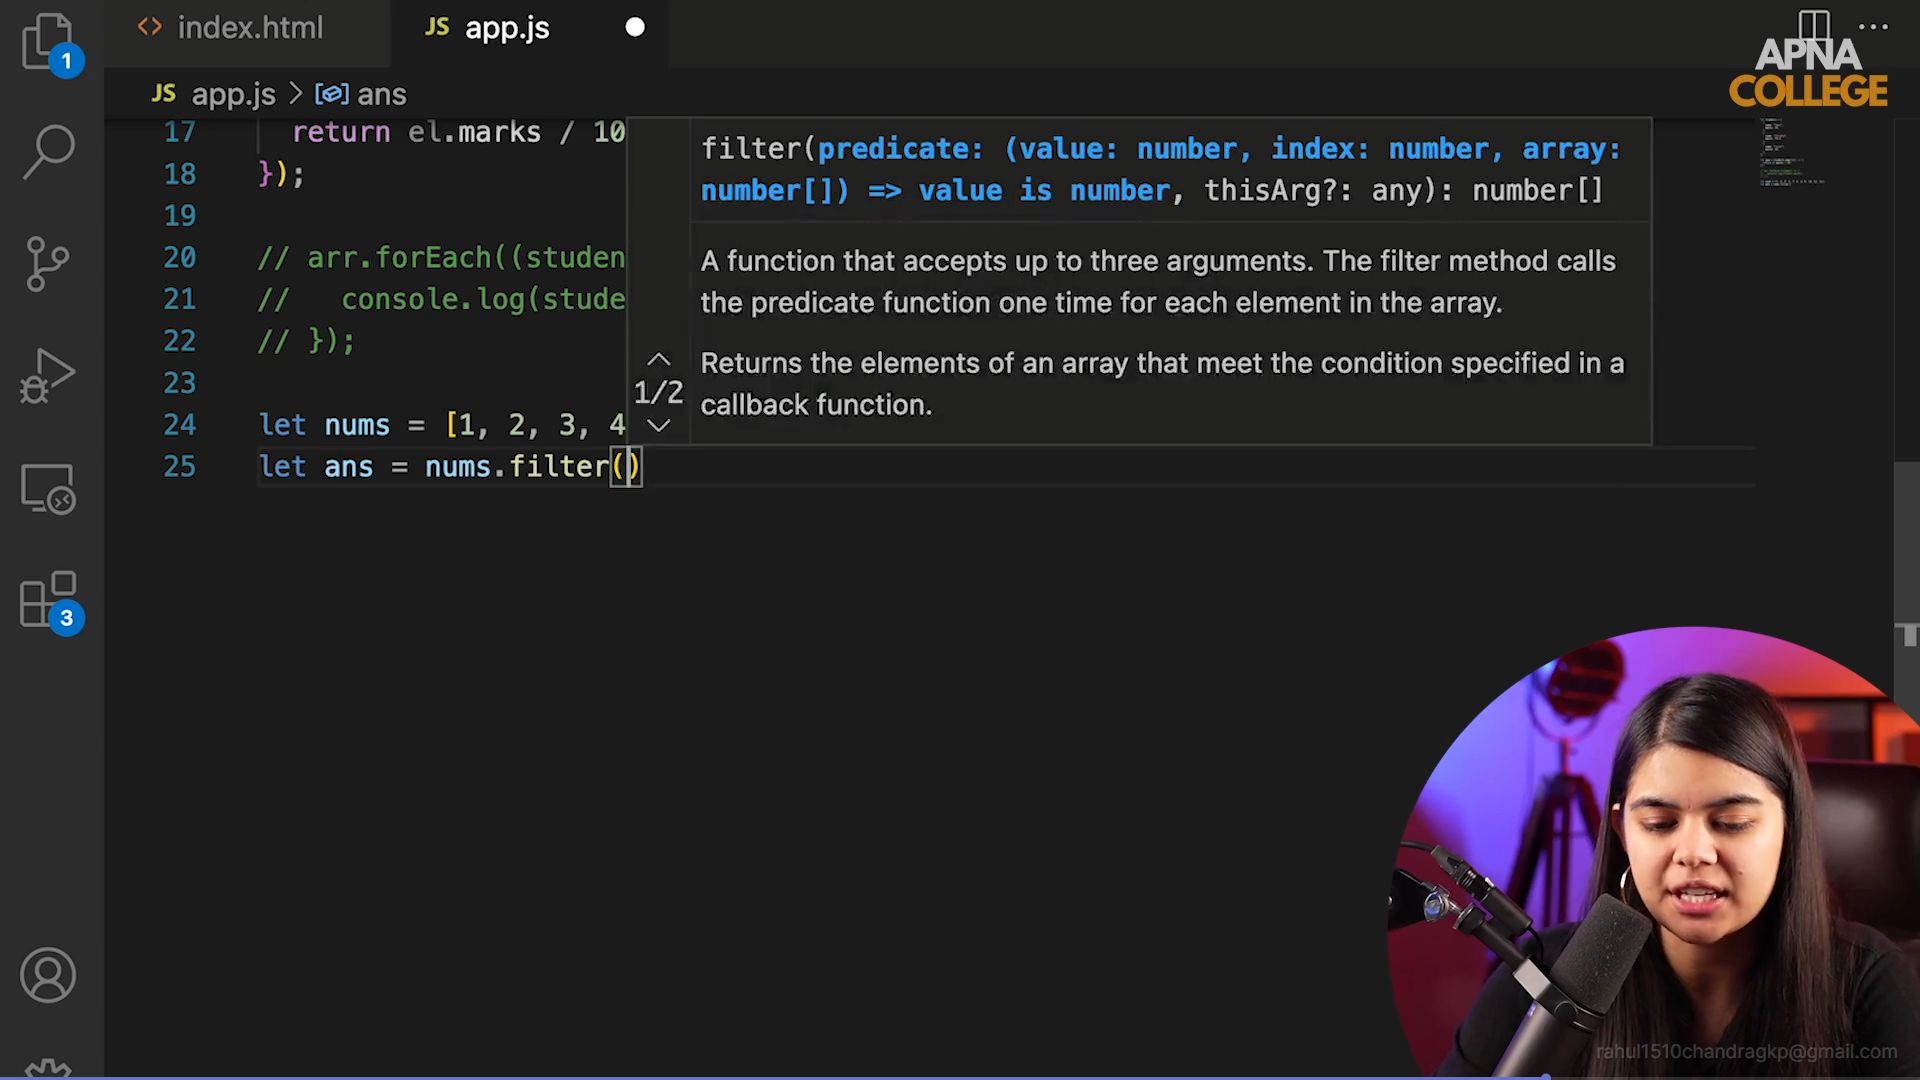 1
<> index.html
JS app.js
APNA
COLLEGE
JS app.js > ans
17 return el.marks / 10
18 });
19
20 // arr.forEach((studen
21 // console.log(stude
22 // });
23
24 let nums = [1, 2, 3, 4
25 let ans = nums.filter()
filter(predicate: (value: number, index: number, array:
number[]) => value is number, thisArg?: any): number[]
A function that accepts up to three arguments. The filter method calls
the predicate function one time for each element in the array.
Returns the elements of an array that meet the condition specified in a
callback function.
1/2
3
rahul1510chandragkp@gmail.com